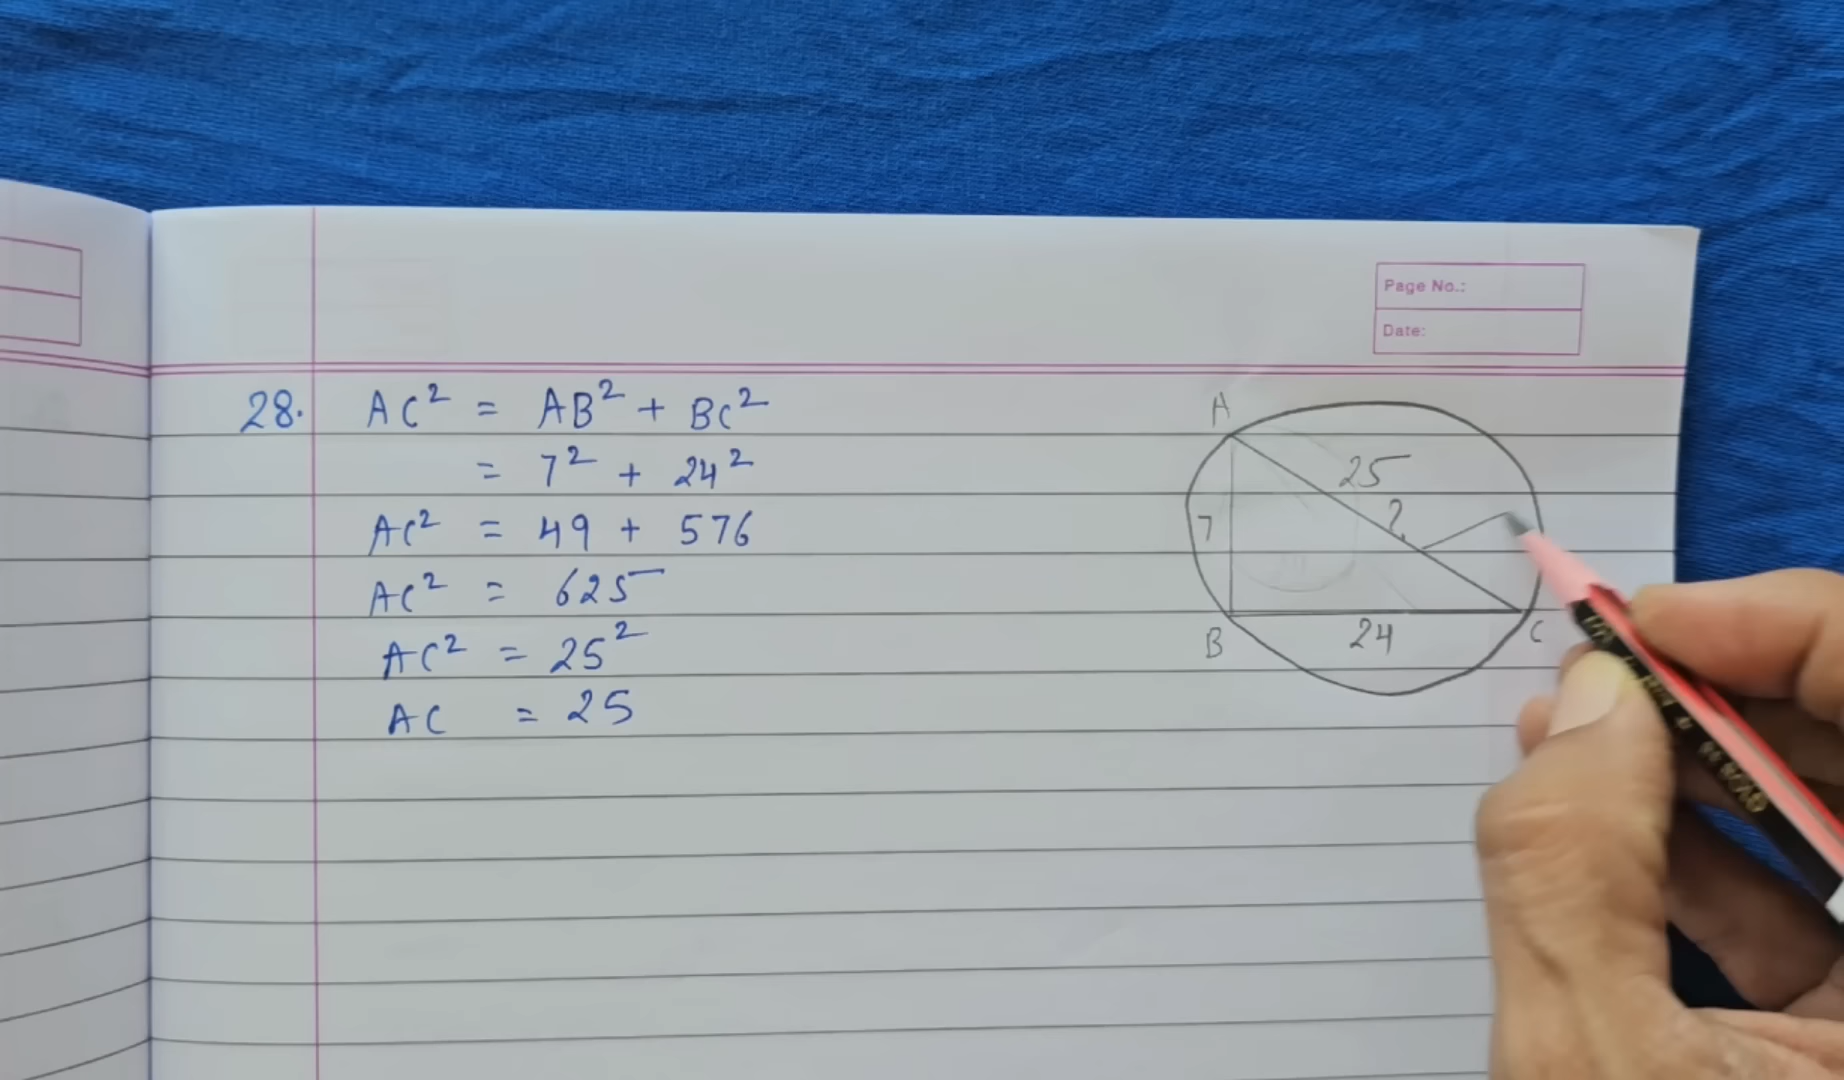 Page No.:
Date:
28. AC² = AB² + BC²
= 7² + 24²
AC² = 49 + 576
AC² = 625
AC² = 25²
AC = 25
A
25
?
7
B
24
C